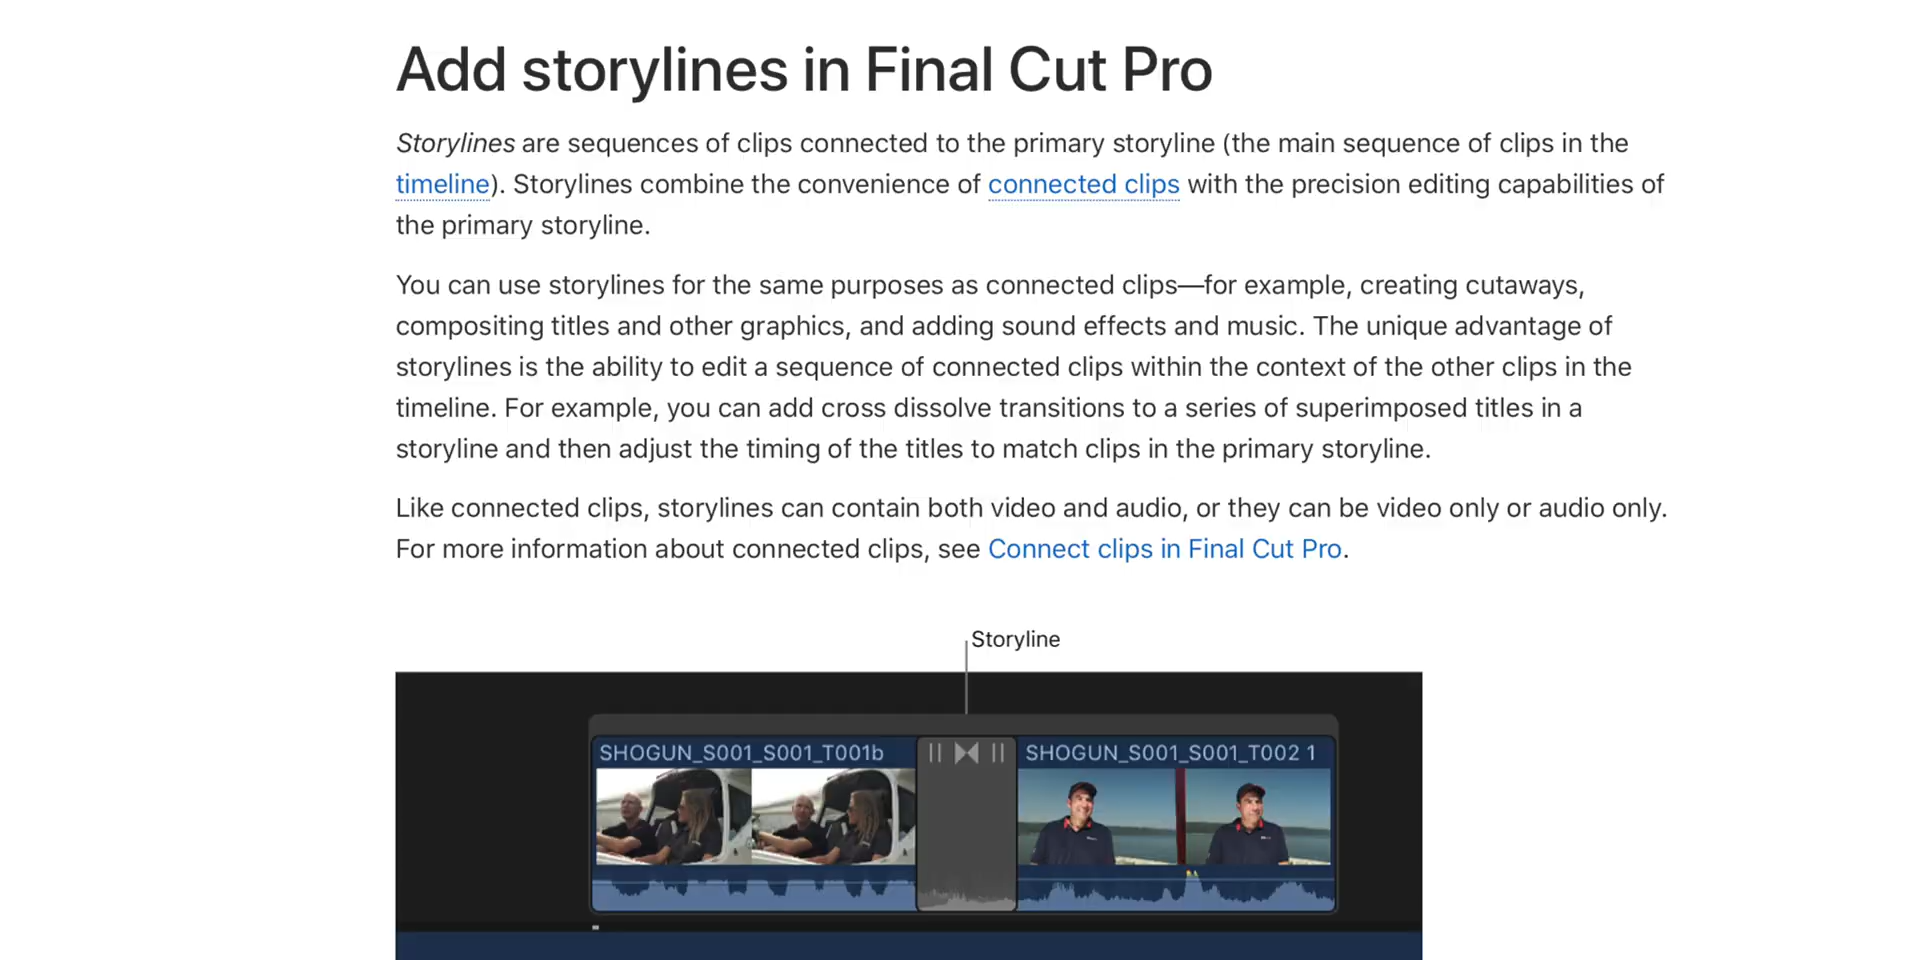 Add storylines in Final Cut Pro
Storylines are sequences of clips connected to the primary storyline (the main sequence of clips in the
timeline). Storylines combine the convenience of connected clips with the precision editing capabilities of
the primary storyline.
You can use storylines for the same purposes as connected clips—for example, creating cutaways,
compositing titles and other graphics, and adding sound effects and music. The unique advantage of
storylines is the ability to edit a sequence of connected clips within the context of the other clips in the
timeline. For example, you can add cross dissolve transitions to a series of superimposed titles in a
storyline and then adjust the timing of the titles to match clips in the primary storyline.
Like connected clips, storylines can contain both video and audio, or they can be video only or audio only.
For more information about connected clips, see Connect clips in Final Cut Pro.
Storyline
SHOGUN_S001_S001_T001b
SHOGUN_S001_S001_T002 1